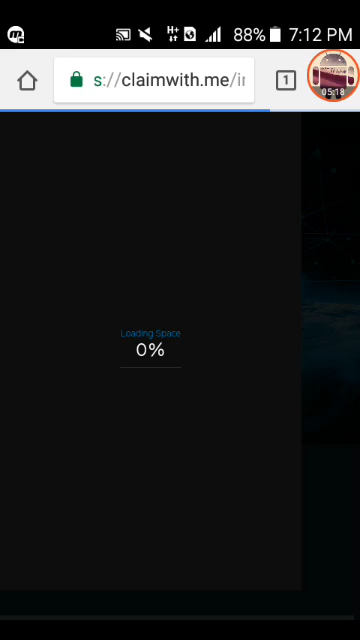 H+ 88% 7:12 PM
s://claimwith.me/i
1
05:18
Loading Space
0%